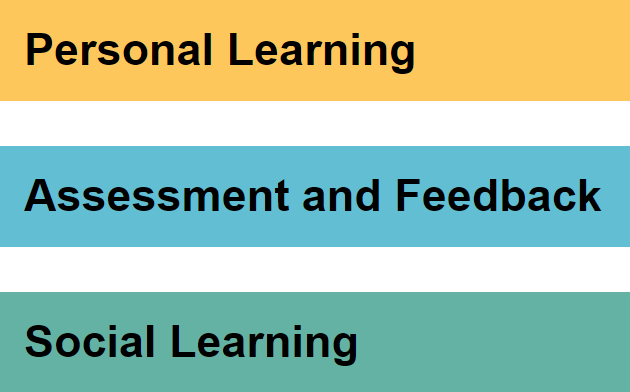 Personal Learning
Assessment and Feedback
Social Learning